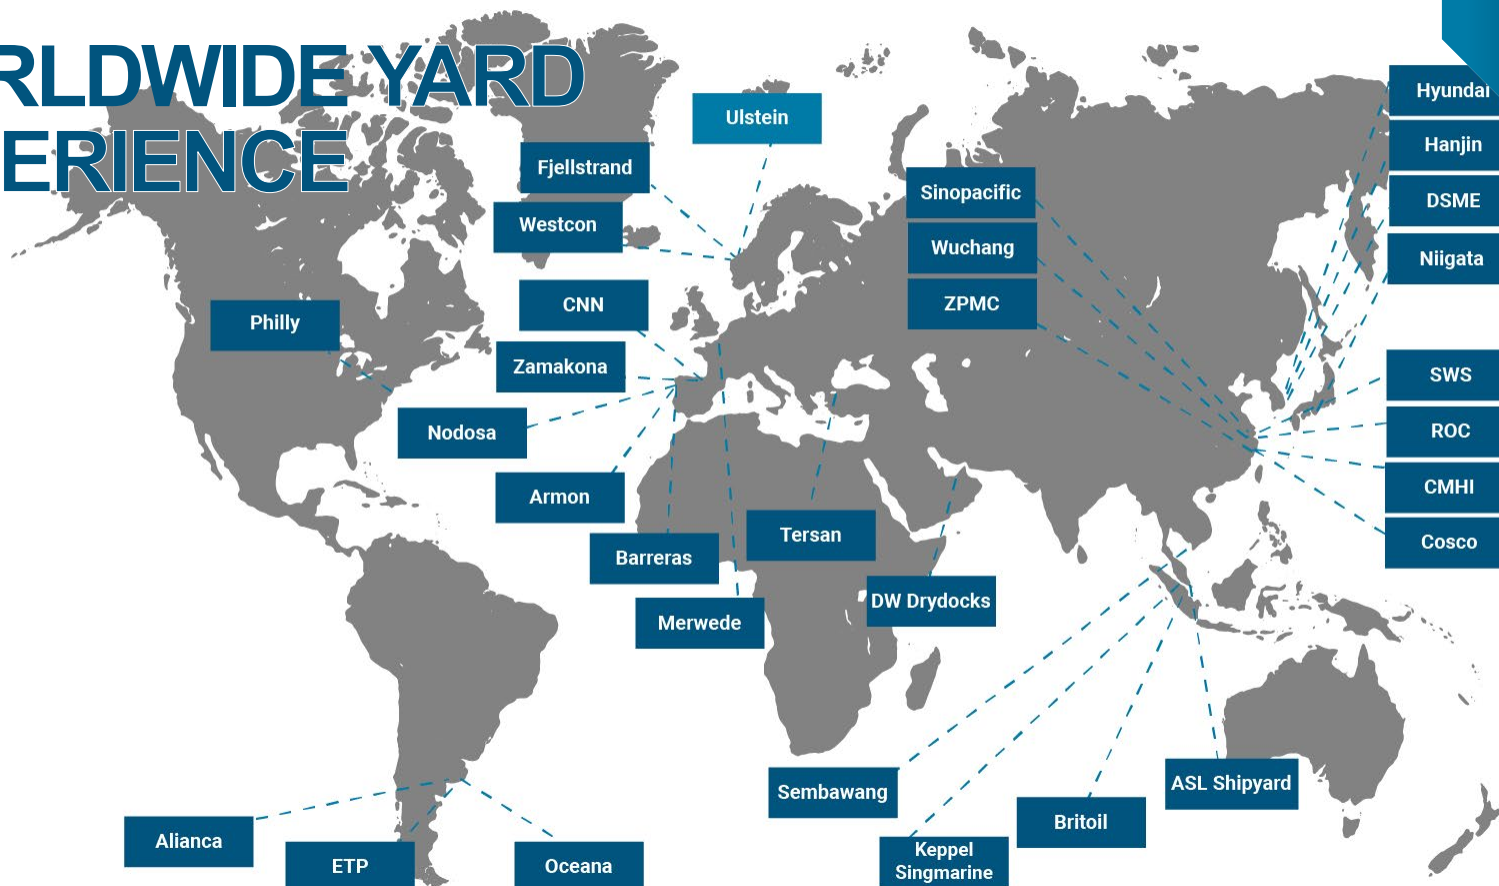 RLDWIDE YARD
ERIENCE
Ulstein
Fjellstrand
Westcon
CNN
Zamakona
Nodosa
Armon
Barreras
Merwede
Tersan
DW Drydocks
Philly
Sinopacific
Wuchang
ZPMC
Hyundai
Hanjin
DSME
Niigata
SWS
ROC
CMHI
Cosco
Sembawang
Keppel
Singmarine
Britoil
ASL Shipyard
Alianca
ETP
Oceana